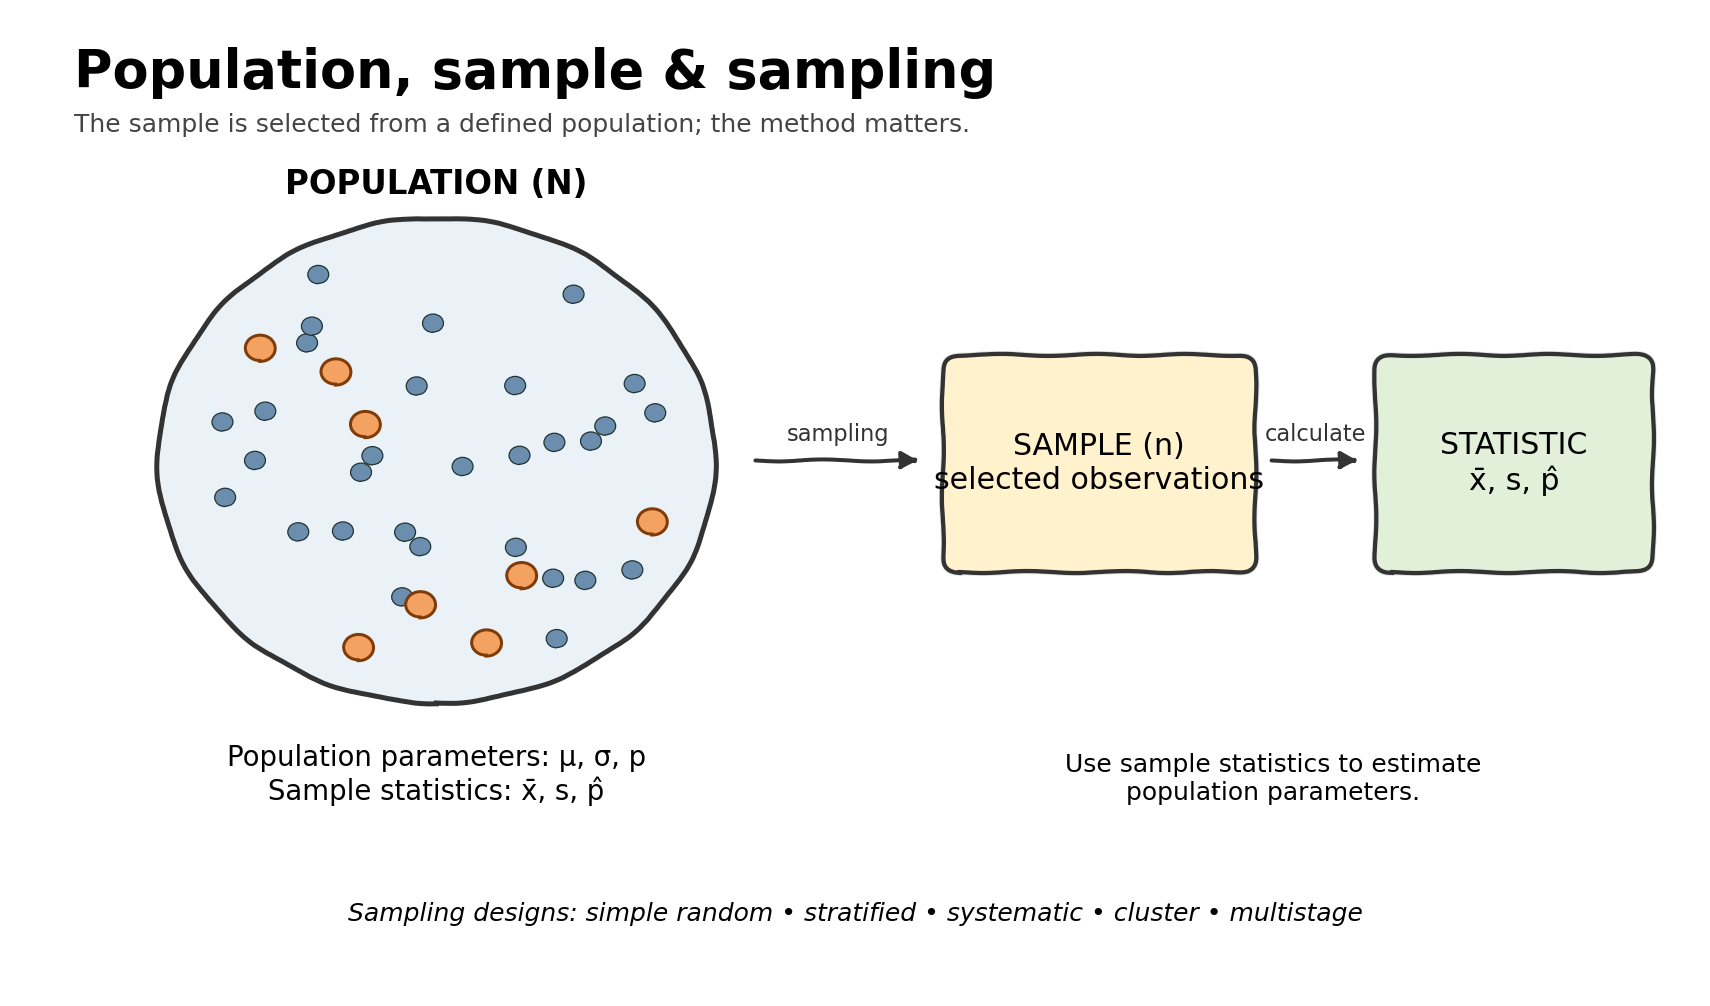 Population, sample & sampling
The sample is selected from a defined population; the method matters.
POPULATION (N)
sampling
SAMPLE (n)
selected observations
calculate
STATISTIC
x̄, s, p̂
Population parameters: μ, σ, p
Sample statistics: x̄, s, p̂
Use sample statistics to estimate
population parameters.
Sampling designs: simple random • stratified • systematic • cluster • multistage